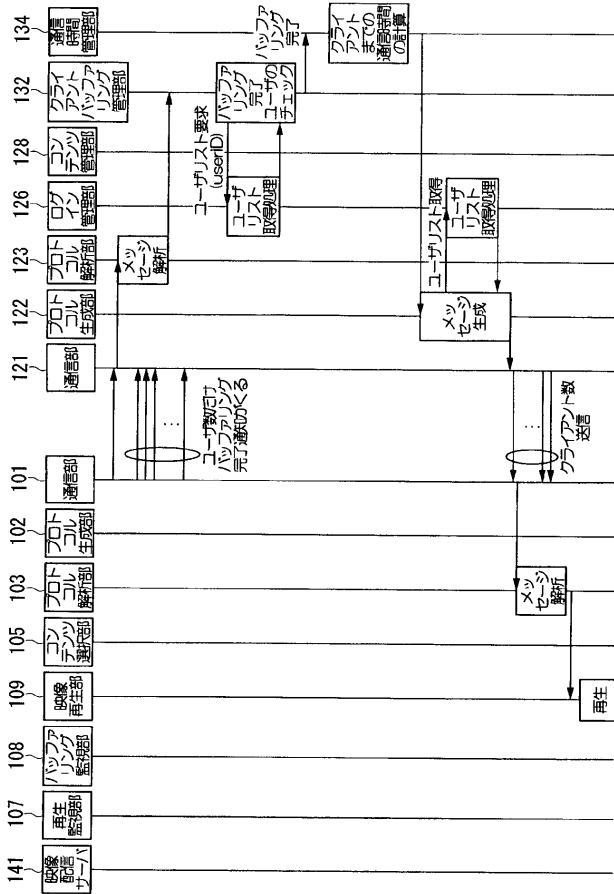 141
107
108
109
105
103
102
101
121
122
123
126
128
132
134
映像
配信
サーバ
再生
監視部
バッファ
リング
監視部
映像
再生部
コン
テンツ
選択部
プロト
コル
解析部
プロト
コル
生成部
通信部
通信部
プロト
コル
生成部
プロト
コル
解析部
ログ
イン
管理部
コン
テンツ
管理部
クライ
アント
バッファ
リング
管理部
通信
時間
管理部
メッ
セージ
解析
ユーザ数だけ
バッファリング
完了通知がくる
ユーザリスト要求
(userID)
ユーザ
リスト
取得処理
バッファ
リング
完了
ユーザの
チェック
バッファ
リング
完了
クライ
アント
までの
通信時間
の計算
ユーザリスト取得
ユーザ
リスト
取得処理
メッ
セージ
生成
クライアント数
送信
メッ
セージ
解析
再生